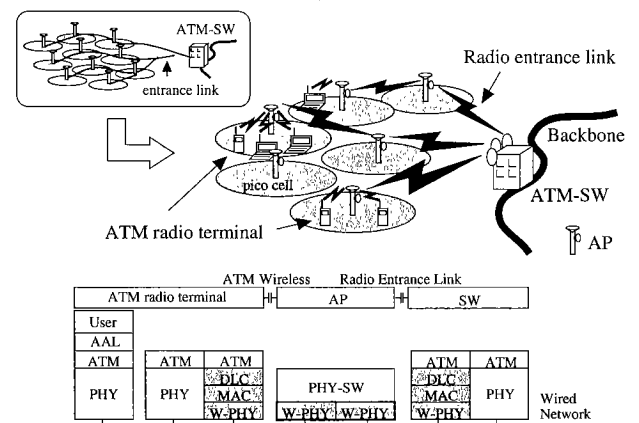 ATM-SW
entrance link
Radio entrance link
Backbone
pico cell
ATM-SW
ATM radio terminal
AP
ATM Wireless Radio Entrance Link
ATM radio terminal AP SW
User
AAL
ATM ATM ATM ATM ATM
PHY PHY DLC PHY-SW DLC PHY
MAC MAC
W-PHY W-PHY W-PHY W-PHY
Wired
Network